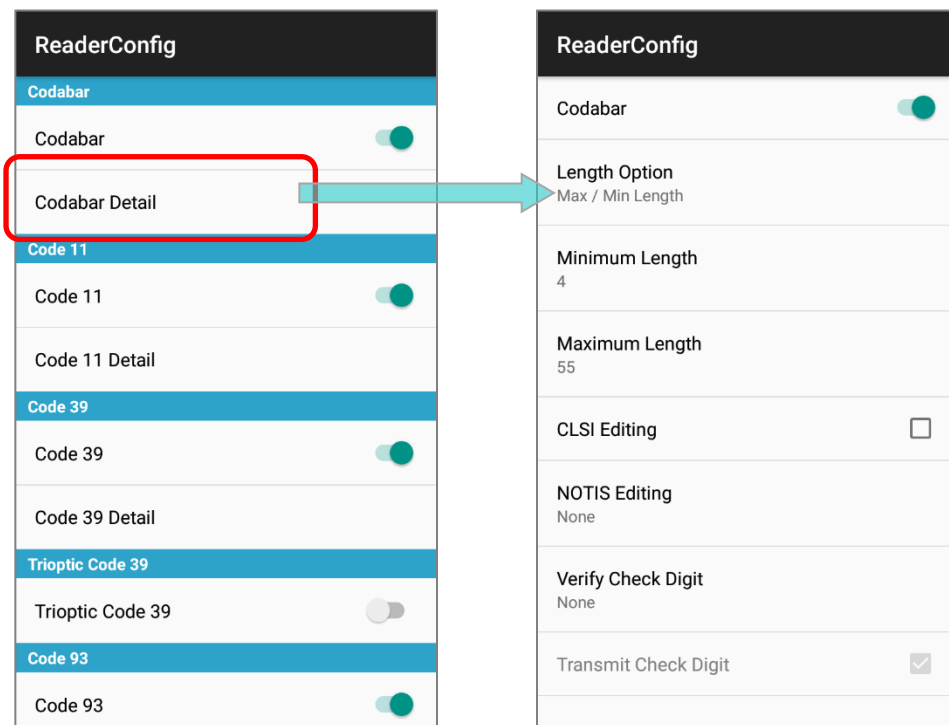 ReaderConfig
Codabar
Codabar
Codabar Detail
Code 11
Code 11
Code 11 Detail
Code 39
Code 39
Code 39 Detail
Trioptic Code 39
Trioptic Code 39
Code 93
Code 93
ReaderConfig
Codabar
Length Option
Max / Min Length
Minimum Length
4
Maximum Length
55
CLSI Editing
NOTIS Editing
None
Verify Check Digit
None
Transmit Check Digit